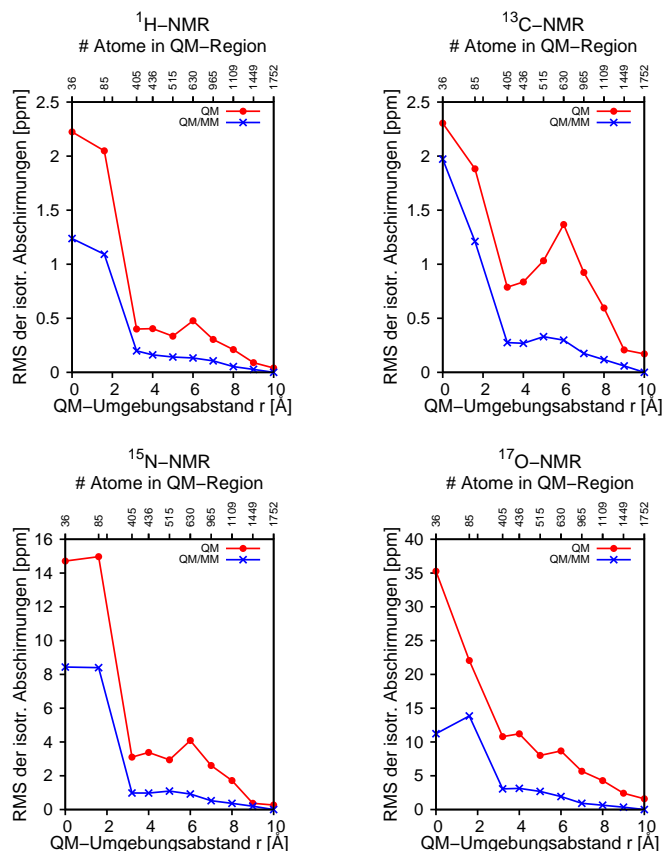 ¹H−NMR
# Atome in QM−Region
36 85 405 436 515 630 965 1109 1449 1752
2.5
2
1.5
1
0.5
0
QM
QM/MM
RMS der isotr. Abschirmungen [ppm]
0 2 4 6 8 10
QM−Umgebungsabstand r [Å]
¹³C−NMR
# Atome in QM−Region
36 85 405 436 515 630 965 1109 1449 1752
2.5
2
1.5
1
0.5
0
QM
QM/MM
RMS der isotr. Abschirmungen [ppm]
0 2 4 6 8 10
QM−Umgebungsabstand r [Å]
¹⁵N−NMR
# Atome in QM−Region
36 85 405 436 515 630 965 1109 1449 1752
16
14
12
10
8
6
4
2
0
QM
QM/MM
RMS der isotr. Abschirmungen [ppm]
0 2 4 6 8 10
QM−Umgebungsabstand r [Å]
¹⁷O−NMR
# Atome in QM−Region
36 85 405 436 515 630 965 1109 1449 1752
40
35
30
25
20
15
10
5
0
QM
QM/MM
RMS der isotr. Abschirmungen [ppm]
0 2 4 6 8 10
QM−Umgebungsabstand r [Å]